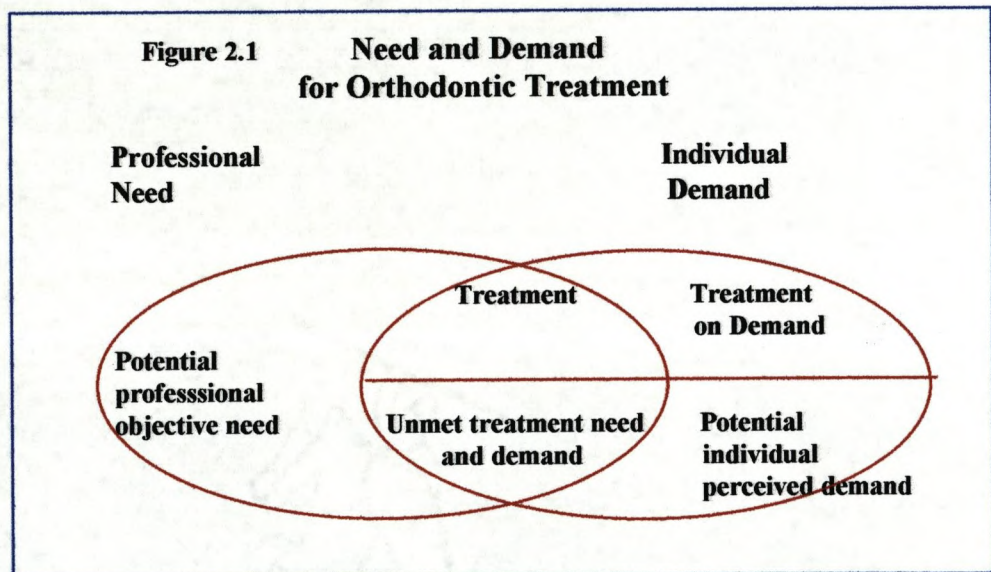 Figure 2.1
Need and Demand
for Orthodontic Treatment
Professional
Need
Individual
Demand
Treatment
Treatment
on Demand
Potential
professsional
objective need
Unmet treatment need
and demand
Potential
individual
perceived demand